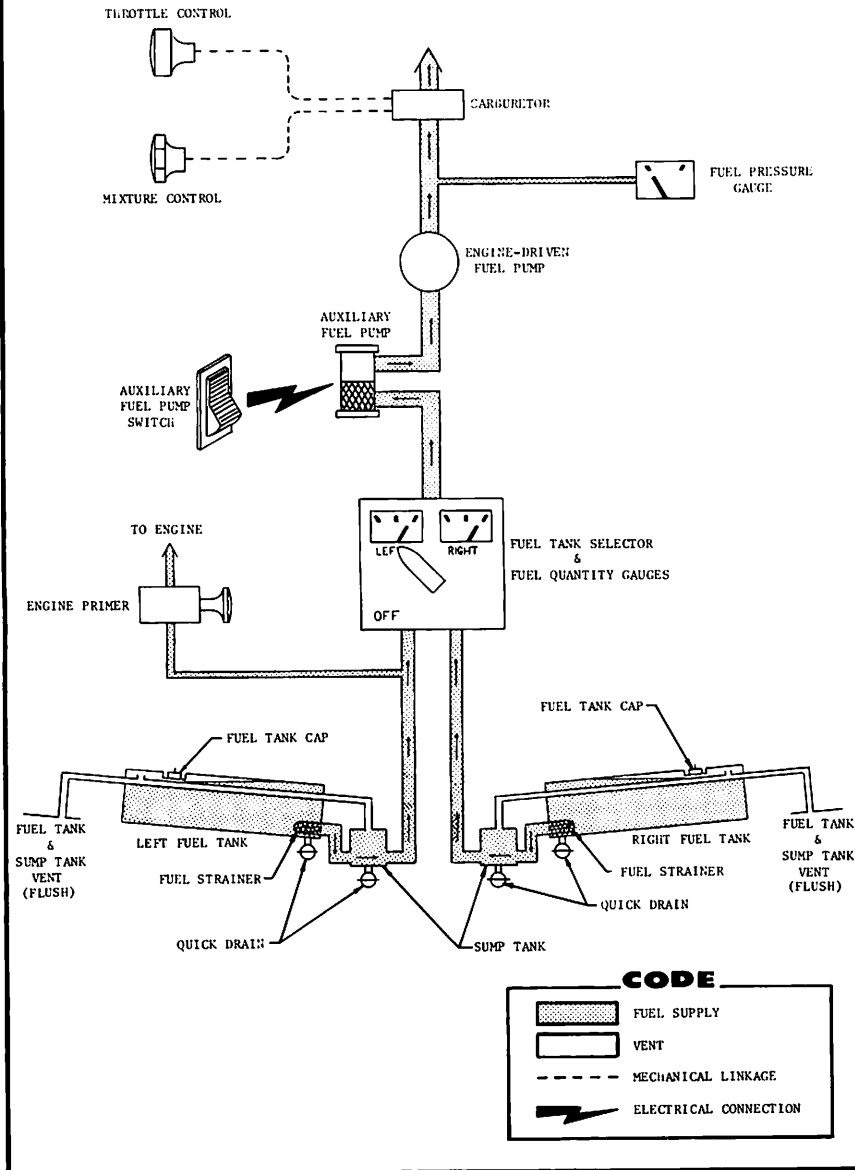 THROTTLE CONTROL
CARBURETOR
MIXTURE CONTROL
FUEL PRESSURE
GAUGE
ENGINE-DRIVEN
FUEL PUMP
AUXILIARY
FUEL PUMP
AUXILIARY
FUEL PUMP
SWITCH
LEFT
RIGHT
OFF
FUEL TANK SELECTOR
&
FUEL QUANTITY GAUGES
TO ENGINE
ENGINE PRIMER
FUEL TANK CAP
FUEL TANK CAP
FUEL TANK
&
SUMP TANK
VENT
(FLUSH)
LEFT FUEL TANK
FUEL STRAINER
QUICK DRAIN
SUMP TANK
RIGHT FUEL TANK
FUEL STRAINER
QUICK DRAIN
FUEL TANK
&
SUMP TANK
VENT
(FLUSH)
CODE
FUEL SUPPLY
VENT
MECHANICAL LINKAGE
ELECTRICAL CONNECTION